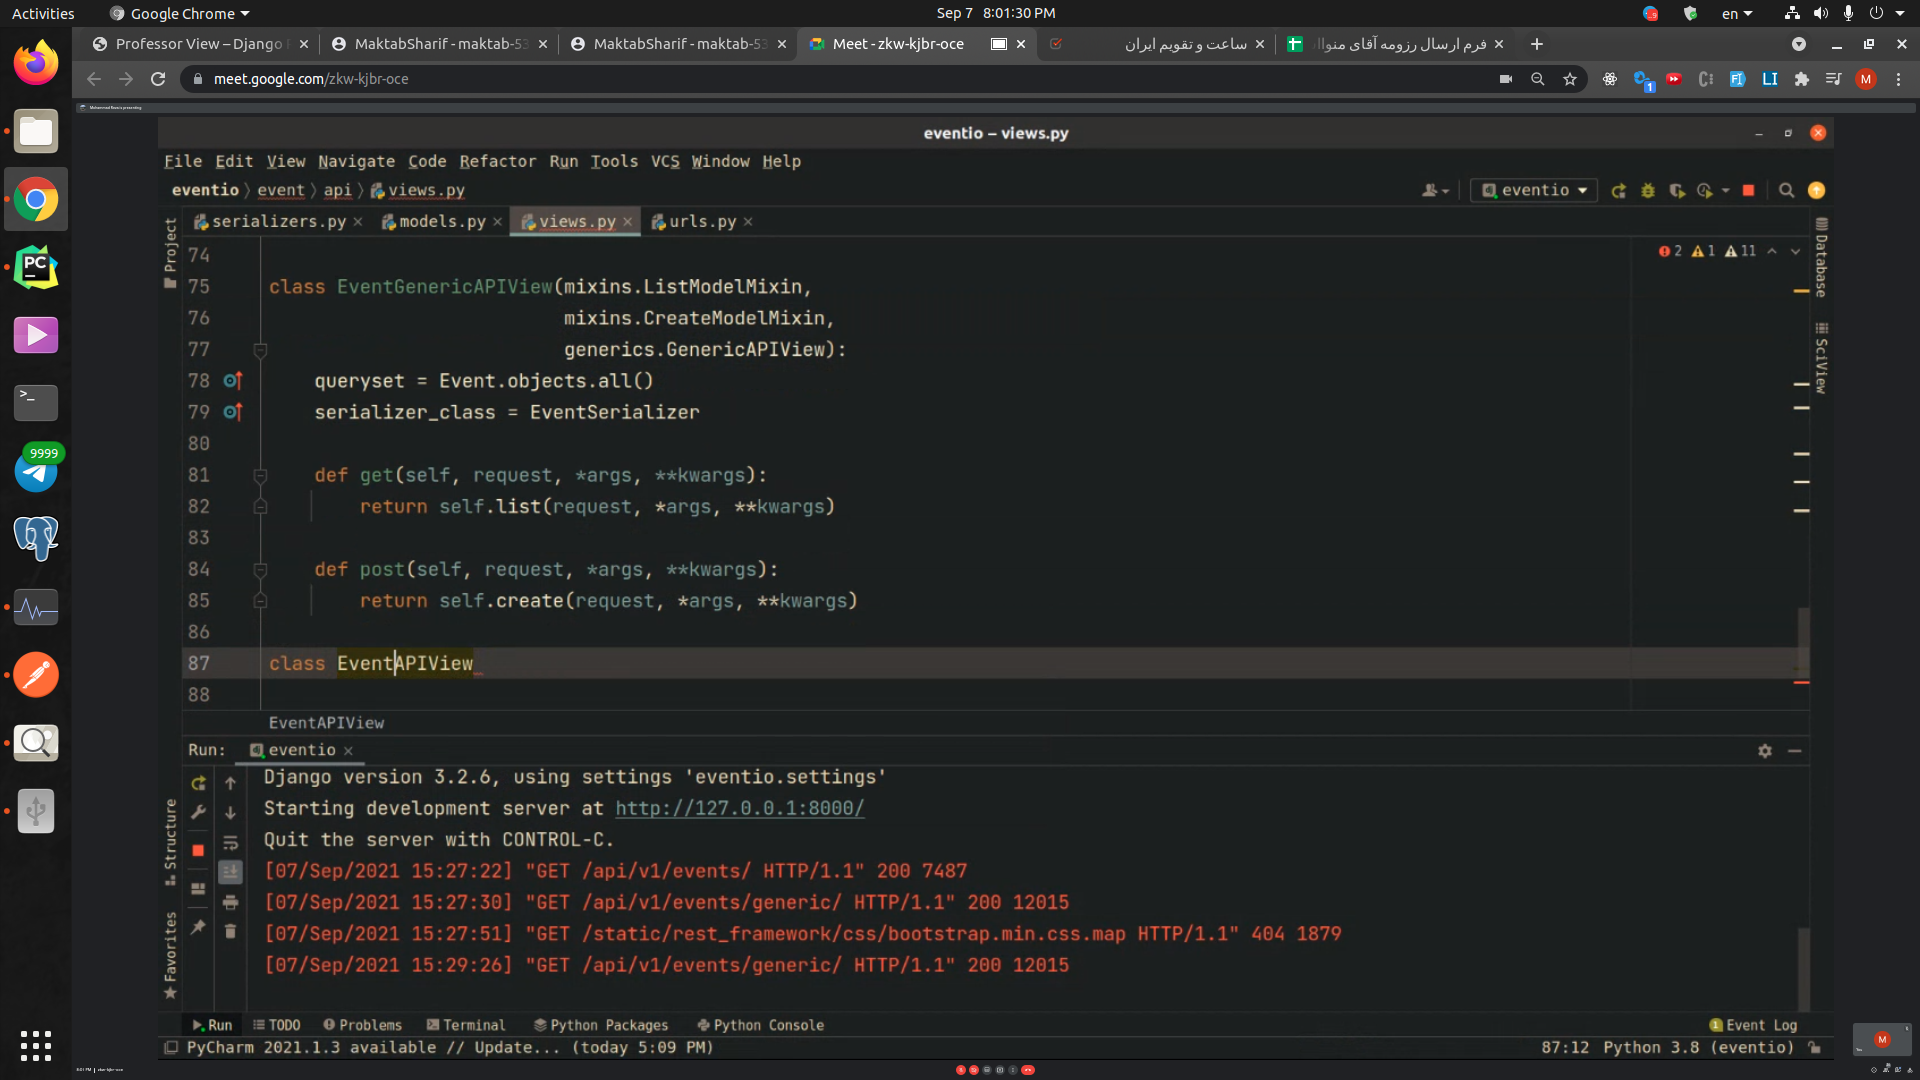 Activities
Google Chrome
Sep 7 8:01:30 PM
en
Professor View – Django
MaktabSharif - maktab-53
MaktabSharif - maktab-53
Meet - zkw-kjbr-oce
ساعت و تقویم ایران
فرم ارسال رزومه آقای
meet.google.com/zkw-kjbr-oce
eventio – views.py
File Edit View Navigate Code Refactor Run Tools VCS Window Help
eventio event api views.py
eventio
serializers.py models.py views.py urls.py
2 1 11
Project
Database
SciView
74
75 class EventGenericAPIView(mixins.ListModelMixin,
76 mixins.CreateModelMixin,
77 generics.GenericAPIView):
78 queryset = Event.objects.all()
79 serializer_class = EventSerializer
80
81 def get(self, request, *args, **kwargs):
82 return self.list(request, *args, **kwargs)
83
84 def post(self, request, *args, **kwargs):
85 return self.create(request, *args, **kwargs)
86
87 class EventAPIView
88
EventAPIView
Run: eventio
Django version 3.2.6, using settings 'eventio.settings'
Starting development server at http://127.0.0.1:8000/
Quit the server with CONTROL-C.
[07/Sep/2021 15:27:22] "GET /api/v1/events/ HTTP/1.1" 200 7487
[07/Sep/2021 15:27:30] "GET /api/v1/events/generic/ HTTP/1.1" 200 12015
[07/Sep/2021 15:27:51] "GET /static/rest_framework/css/bootstrap.min.css.map HTTP/1.1" 404 1879
[07/Sep/2021 15:29:26] "GET /api/v1/events/generic/ HTTP/1.1" 200 12015
Structure
Favorites
Run TODO Problems Terminal Python Packages Python Console
1 Event Log
PyCharm 2021.1.3 available // Update... (today 5:09 PM)
87:12 Python 3.8 (eventio)
9999
PC
M
LI
1
M